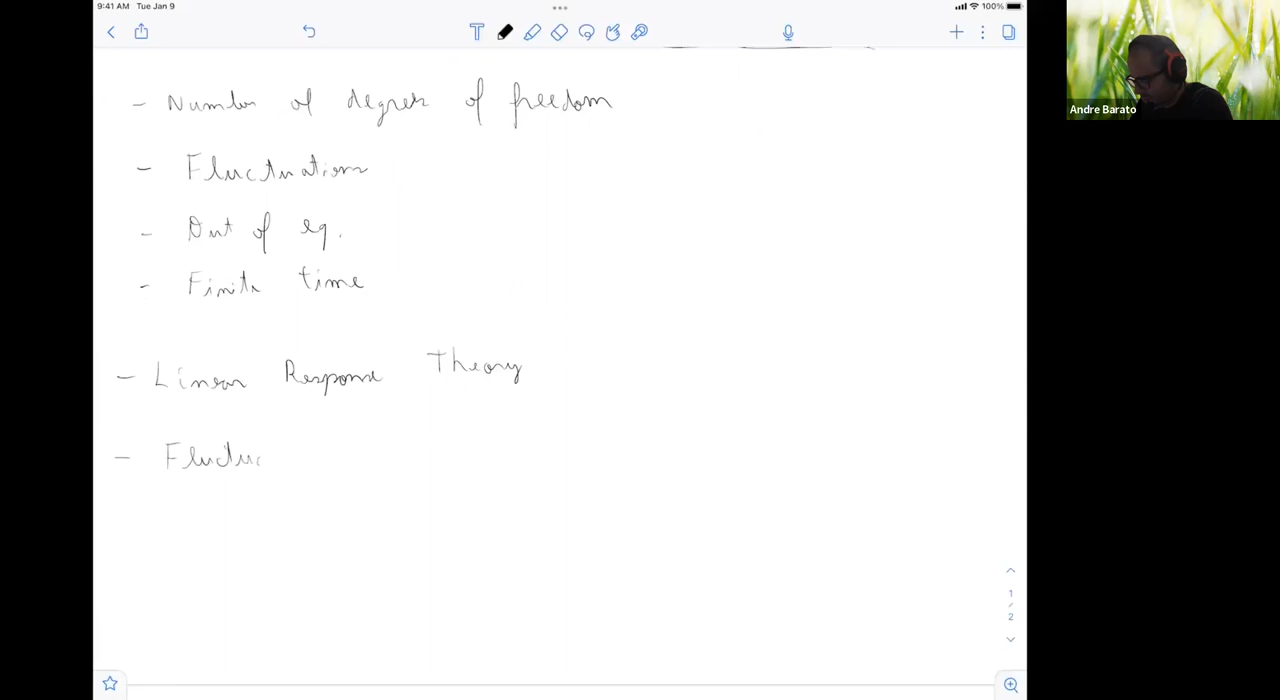 9:41 AM Tue Jan 9
100%
Andre Barato
- Number of degrees of freedom
- Fluctuations
- Out of eq.
- Finite time
- Linear Response Theory
- Fluctua
1
/
2